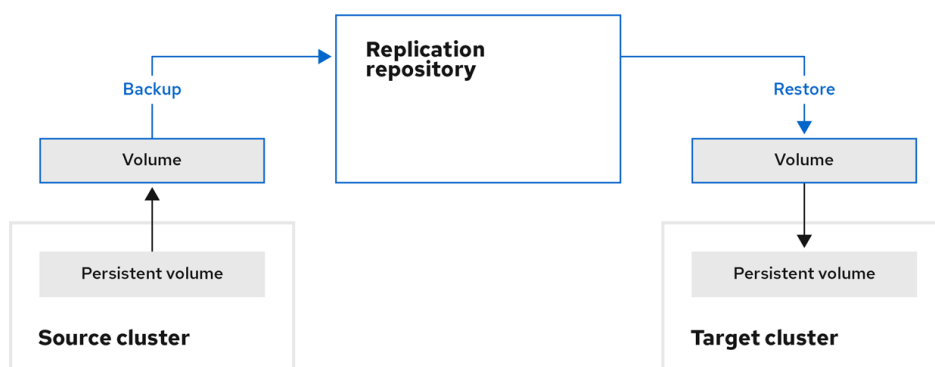 Replication
repository
Backup
Restore
Volume
Volume
Persistent volume
Persistent volume
Source cluster
Target cluster